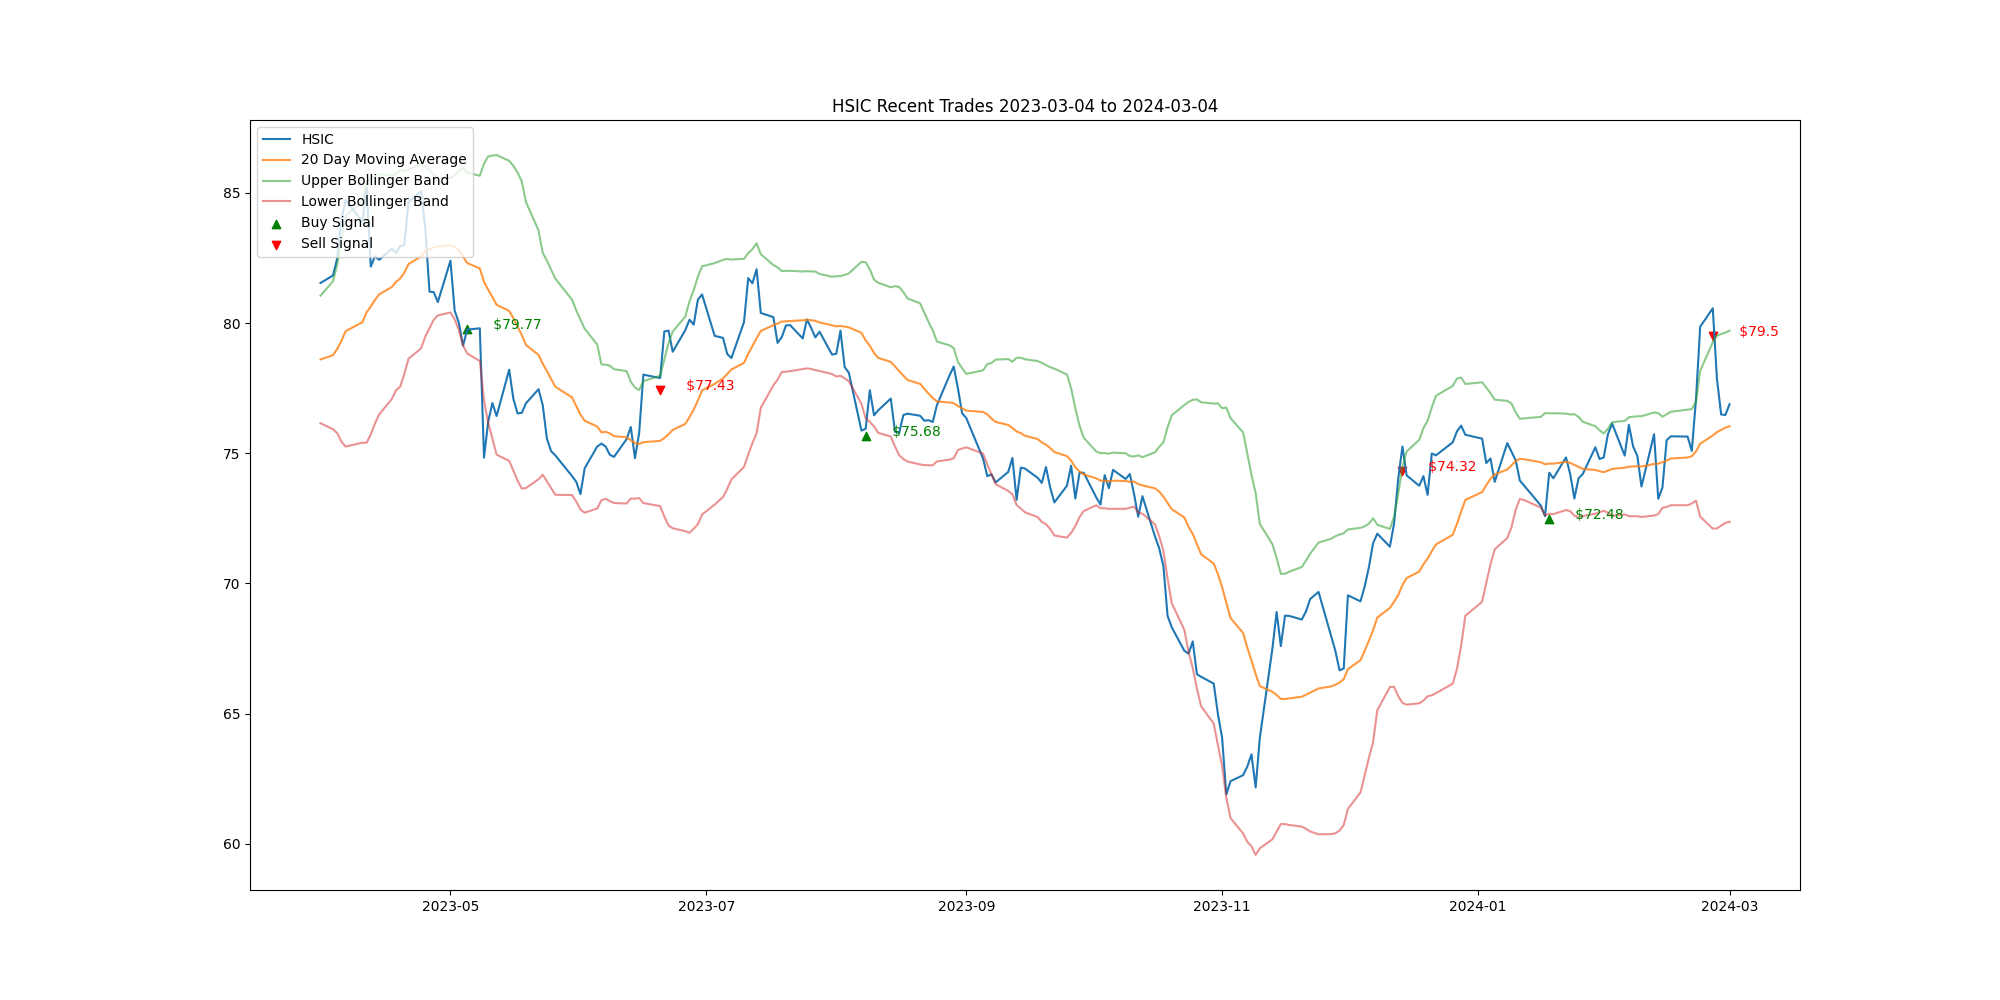 HSIC Recent Trades 2023-03-04 to 2024-03-04
HSIC
20 Day Moving Average
Upper Bollinger Band
Lower Bollinger Band
Buy Signal
Sell Signal
85
80
75
70
65
60
$79.77
$77.43
$75.68
$74.32
$72.48
$79.5
2023-05
2023-07
2023-09
2023-11
2024-01
2024-03